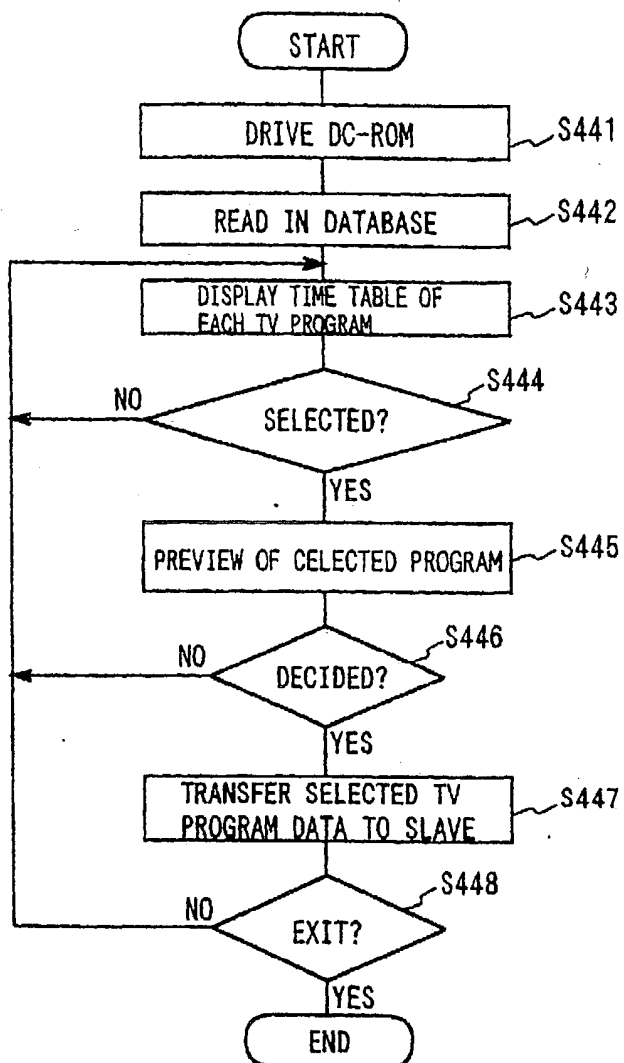 START
DRIVE DC-ROM
S441
READ IN DATABASE
S442
DISPLAY TIME TABLE OF
EACH TV PROGRAM
S443
S444
NO
SELECTED?
YES
PREVIEW OF CELECTED PROGRAM
S445
S446
NO
DECIDED?
YES
TRANSFER SELECTED TV
PROGRAM DATA TO SLAVE
S447
S448
NO
EXIT?
YES
END